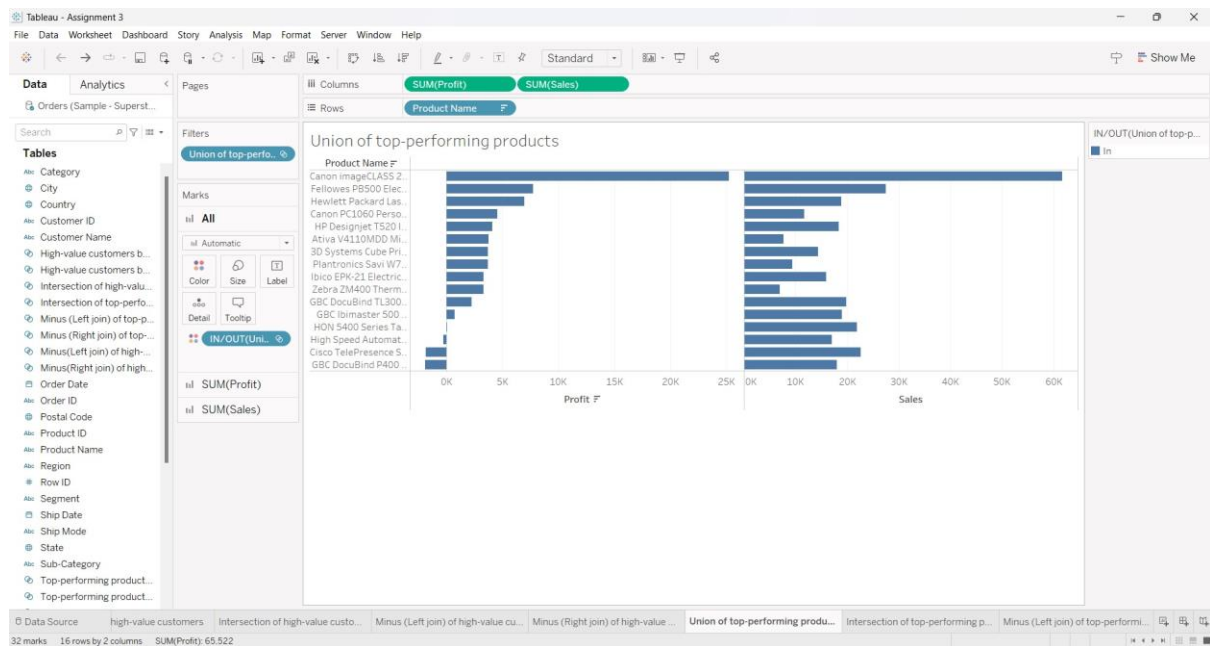 Tableau - Assignment 3
File Data Worksheet Dashboard Story Analysis Map Format Server Window Help
Standard
Show Me
Data Analytics
Orders (Sample - Superst...
Search
Tables
Abc Category
City
Country
Abc Customer ID
Abc Customer Name
High-value customers b...
High-value customers b...
Intersection of high-valu...
Intersection of top-perfo...
Minus (Left join) of top-p...
Minus (Right join) of top-...
Minus(Left join) of high-...
Minus(Right join) of high...
Order Date
Abc Order ID
Postal Code
Abc Product ID
Abc Product Name
Abc Region
# Row ID
Abc Segment
Ship Date
Abc Ship Mode
State
Abc Sub-Category
Top-performing product...
Top-performing product...
Pages
Filters
Union of top-perfo..
Marks
All
Automatic
Color Size Label
Detail Tooltip
IN/OUT(Uni..
SUM(Profit)
SUM(Sales)
Columns SUM(Profit) SUM(Sales)
Rows Product Name
Union of top-performing products
Product Name
Canon imageCLASS 2..
Fellowes PB500 Elec..
Hewlett Packard Las..
Canon PC1060 Perso..
HP Designjet T520 I..
Ativa V4110MDD Mi..
3D Systems Cube Pri..
Plantronics Savi W7..
Ibico EPK-21 Electric..
Zebra ZM400 Therm..
GBC DocuBind TL300..
GBC Ibimaster 500 ..
HON 5400 Series Ta..
High Speed Automat..
Cisco TelePresence S..
GBC DocuBind P400 ..
0K 5K 10K 15K 20K 25K
Profit
0K 10K 20K 30K 40K 50K 60K
Sales
IN/OUT(Union of top-p...
In
Data Source high-value customers Intersection of high-value custo... Minus (Left join) of high-value cu... Minus (Right join) of high-value ... Union of top-performing produ... Intersection of top-performing p... Minus (Left join) of top-performi...
32 marks 16 rows by 2 columns SUM(Profit): 65.522